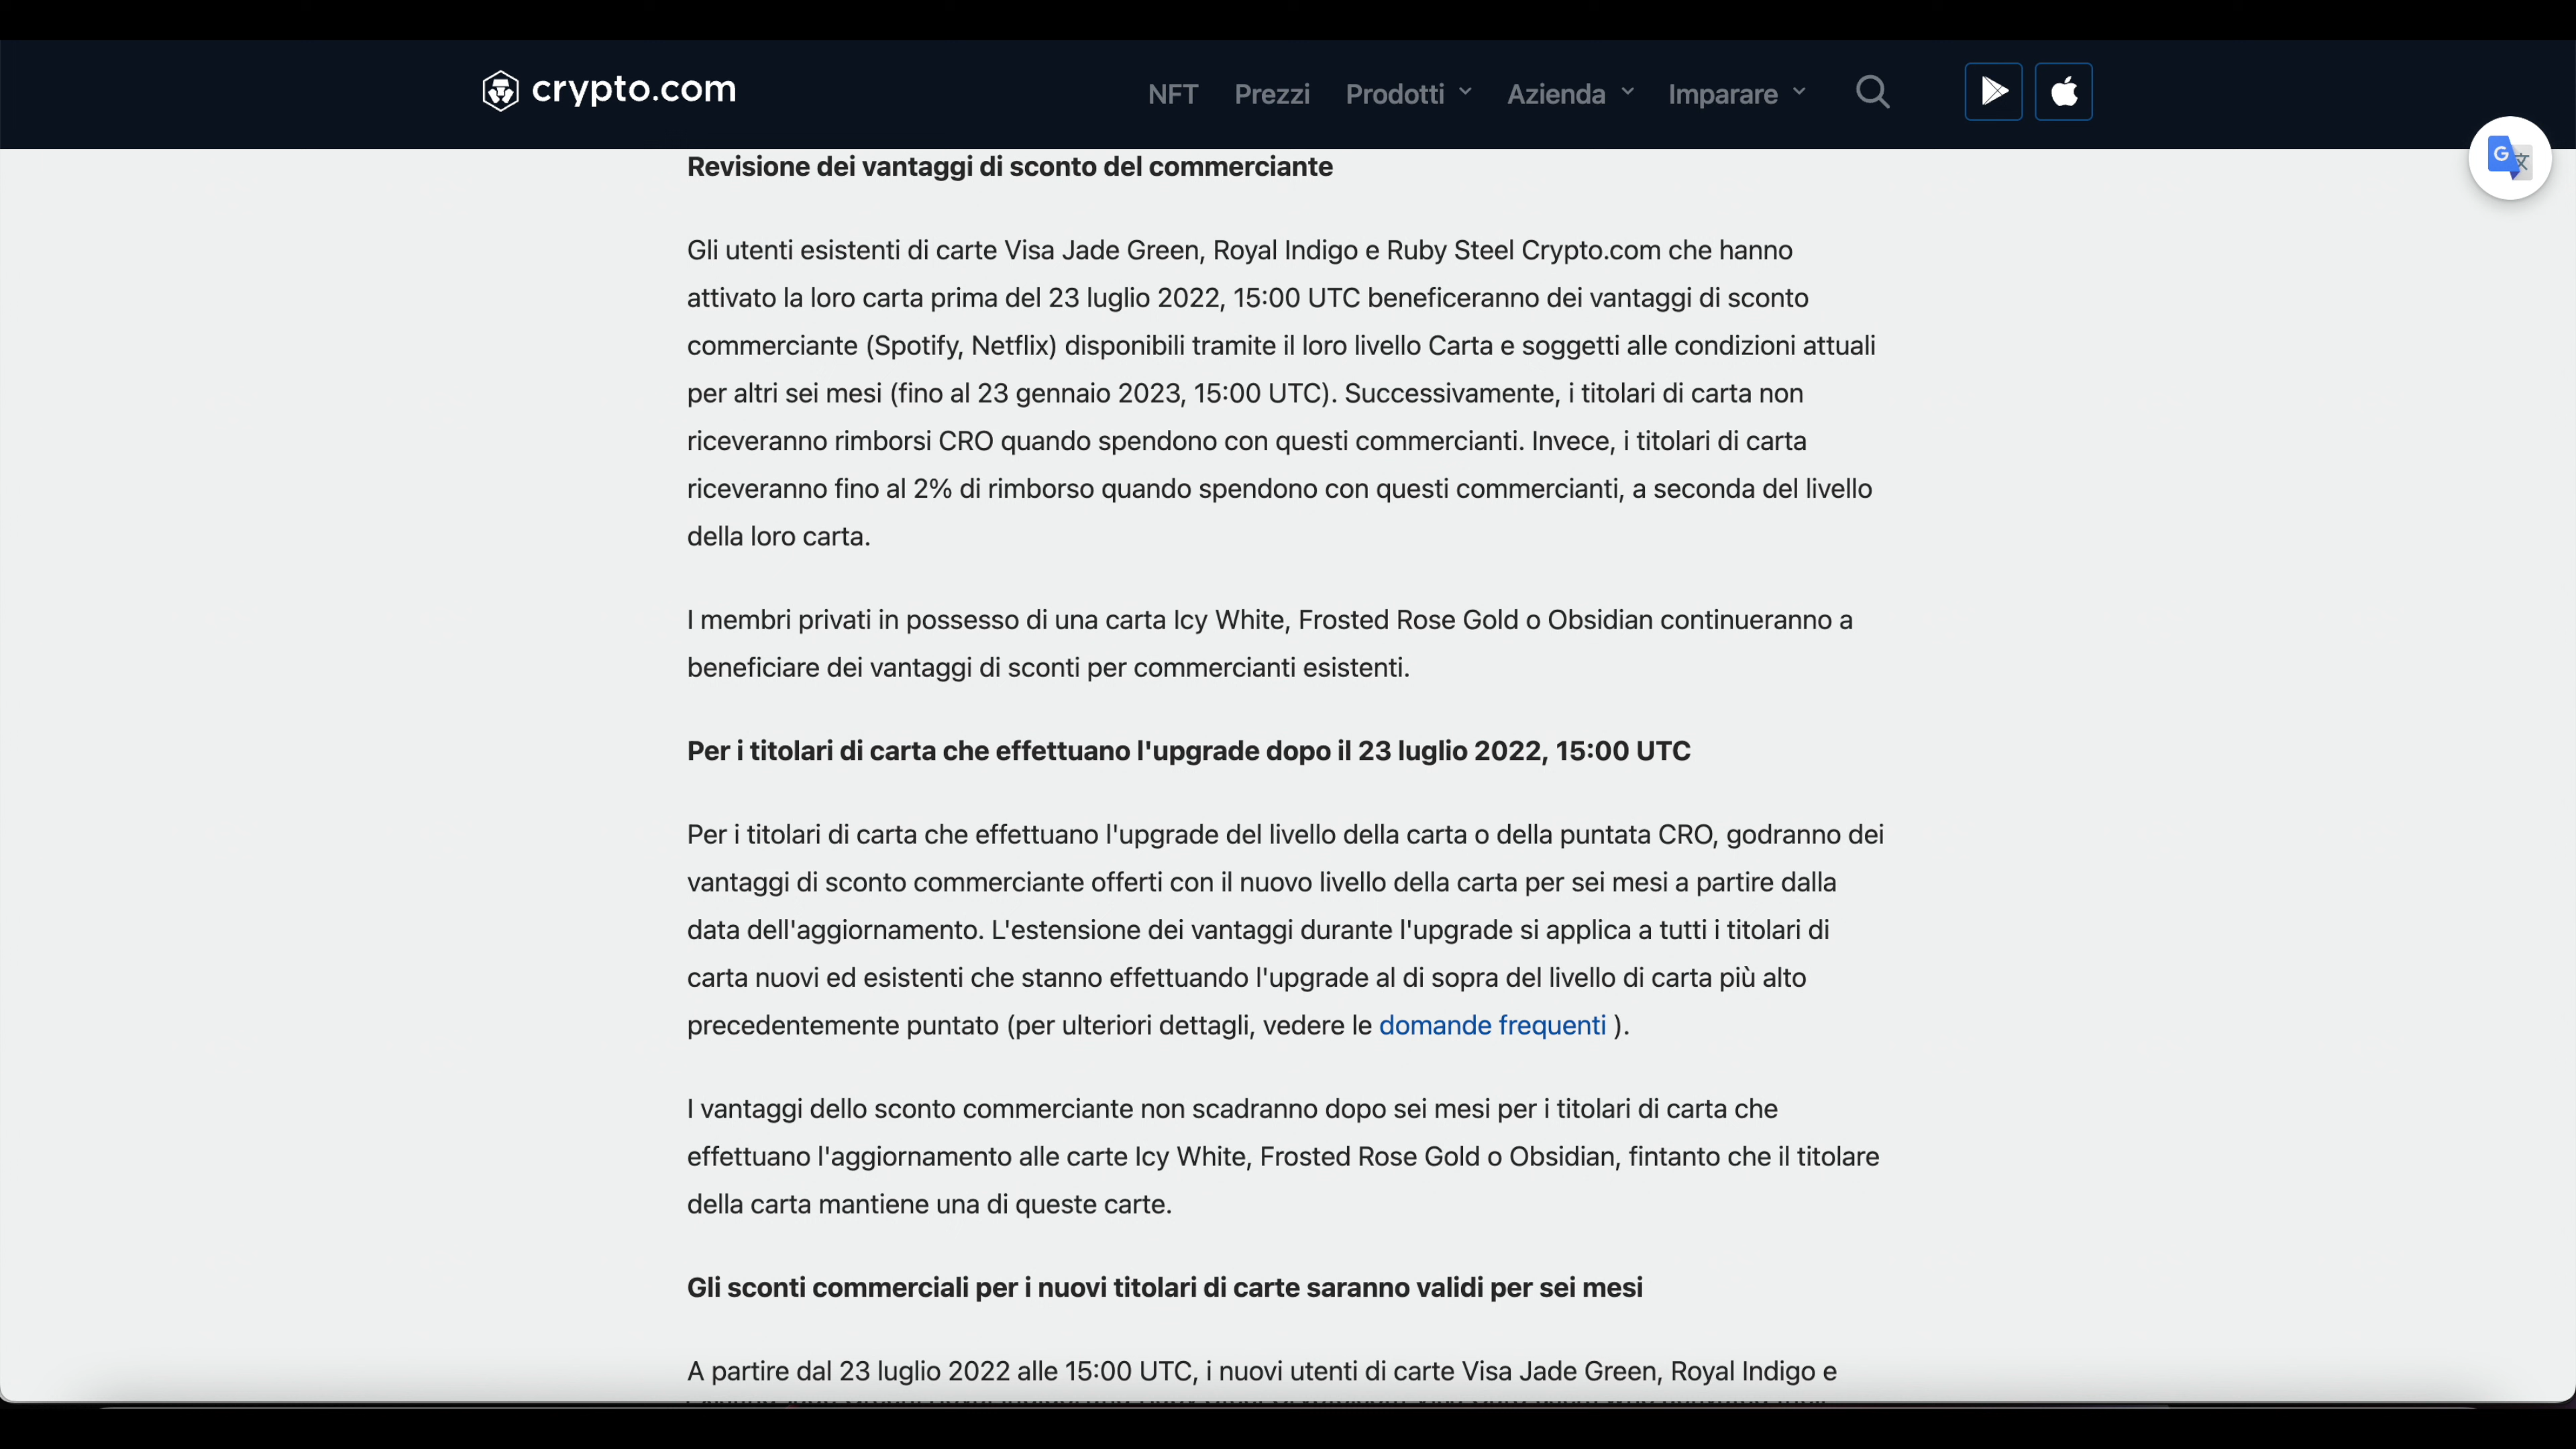 crypto.com
NFT Prezzi Prodotti Azienda Imparare
Revisione dei vantaggi di sconto del commerciante
Gli utenti esistenti di carte Visa Jade Green, Royal Indigo e Ruby Steel Crypto.com che hanno
attivato la loro carta prima del 23 luglio 2022, 15:00 UTC beneficeranno dei vantaggi di sconto
commerciante (Spotify, Netflix) disponibili tramite il loro livello Carta e soggetti alle condizioni attuali
per altri sei mesi (fino al 23 gennaio 2023, 15:00 UTC). Successivamente, i titolari di carta non
riceveranno rimborsi CRO quando spendono con questi commercianti. Invece, i titolari di carta
riceveranno fino al 2% di rimborso quando spendono con questi commercianti, a seconda del livello
della loro carta.
I membri privati in possesso di una carta Icy White, Frosted Rose Gold o Obsidian continueranno a
beneficiare dei vantaggi di sconti per commercianti esistenti.
Per i titolari di carta che effettuano l'upgrade dopo il 23 luglio 2022, 15:00 UTC
Per i titolari di carta che effettuano l'upgrade del livello della carta o della puntata CRO, godranno dei
vantaggi di sconto commerciante offerti con il nuovo livello della carta per sei mesi a partire dalla
data dell'aggiornamento. L'estensione dei vantaggi durante l'upgrade si applica a tutti i titolari di
carta nuovi ed esistenti che stanno effettuando l'upgrade al di sopra del livello di carta più alto
precedentemente puntato (per ulteriori dettagli, vedere le domande frequenti ).
I vantaggi dello sconto commerciante non scadranno dopo sei mesi per i titolari di carta che
effettuano l'aggiornamento alle carte Icy White, Frosted Rose Gold o Obsidian, fintanto che il titolare
della carta mantiene una di queste carte.
Gli sconti commerciali per i nuovi titolari di carte saranno validi per sei mesi
A partire dal 23 luglio 2022 alle 15:00 UTC, i nuovi utenti di carte Visa Jade Green, Royal Indigo e